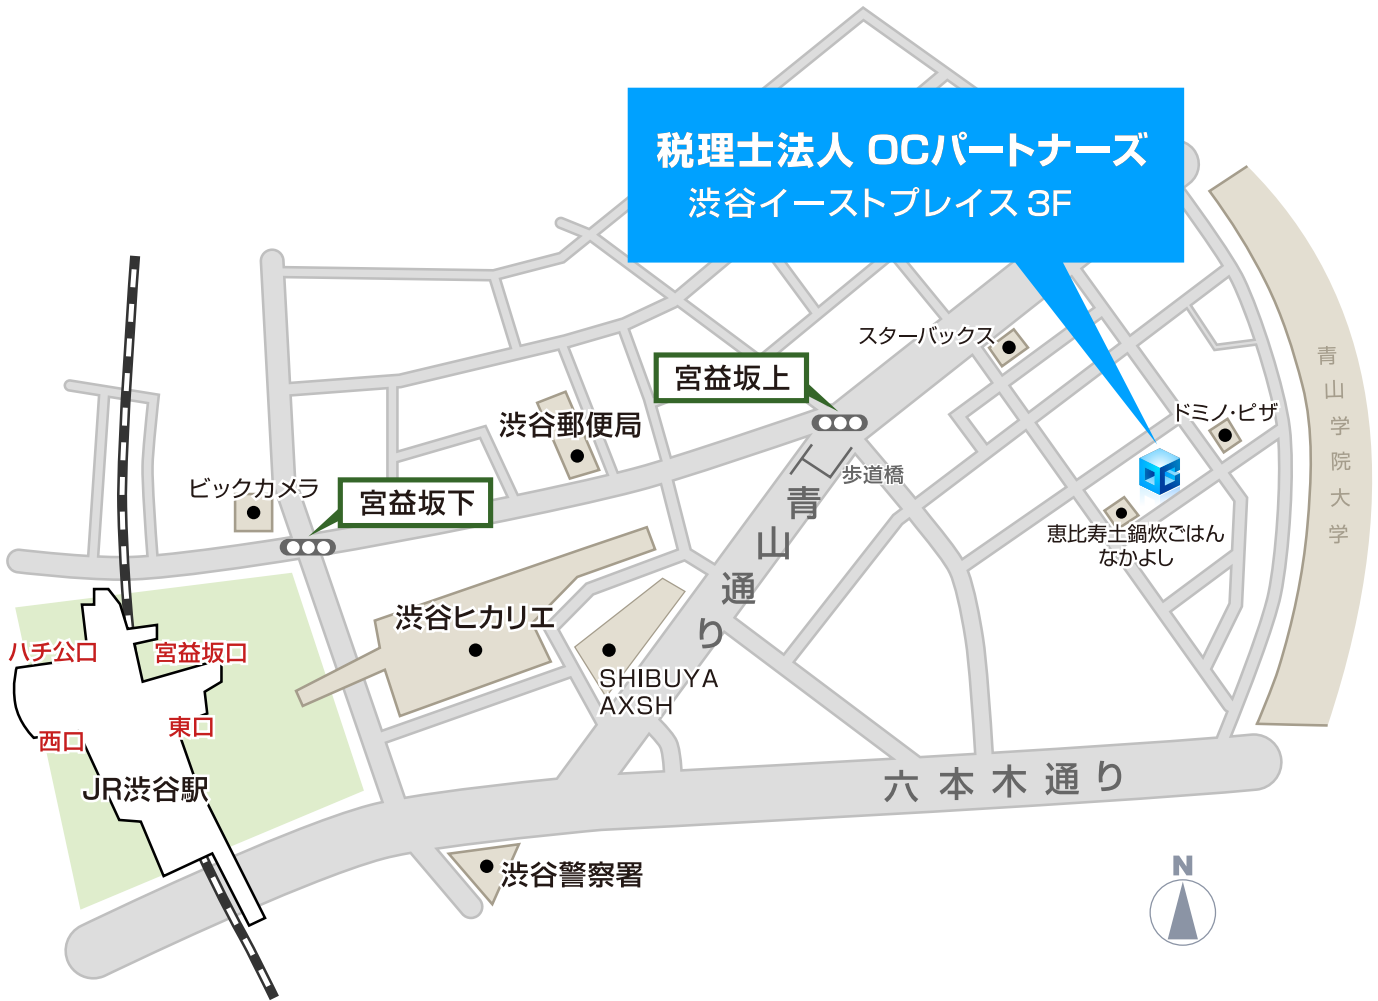 税理士法人 OCパートナーズ
渋谷イーストプレイス 3F
スターバックス
宮益坂上
青山学院大学
ドミノ・ピザ
渋谷郵便局
歩道橋
ビックカメラ
宮益坂下
青山通り
恵比寿土鍋炊ごはん
なかよし
渋谷ヒカリエ
ハチ公口
宮益坂口
SHIBUYA
AXSH
東口
西口
JR渋谷駅
六本木通り
渋谷警察署
N